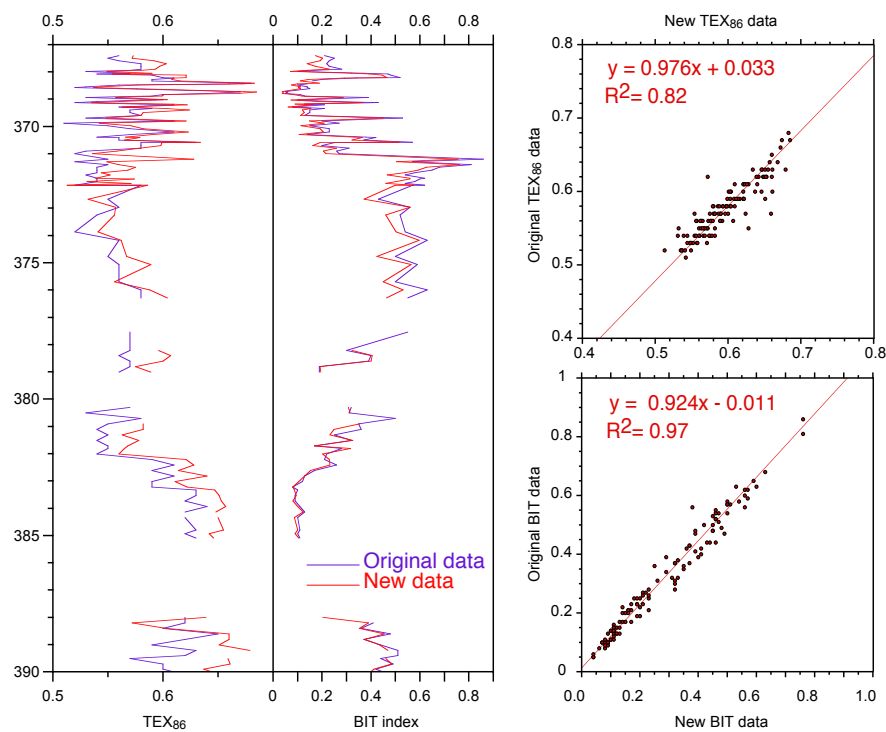 0.5 0.6 0 0.2 0.4 0.6 0.8
370
375
380
385
390
Original data
New data
0.5 0.6 0 0.2 0.4 0.6 0.8
TEX86 BIT index
New TEX86 data
0.8
0.7
0.6
0.5
0.4
y = 0.976x + 0.033
R2= 0.82
Original TEX86 data
0.4 0.5 0.6 0.7 0.8
1
0.8
0.6
0.4
0.2
0
y = 0.924x - 0.011
R2= 0.97
Original BIT data
0.0 0.2 0.4 0.6 0.8 1.0
New BIT data